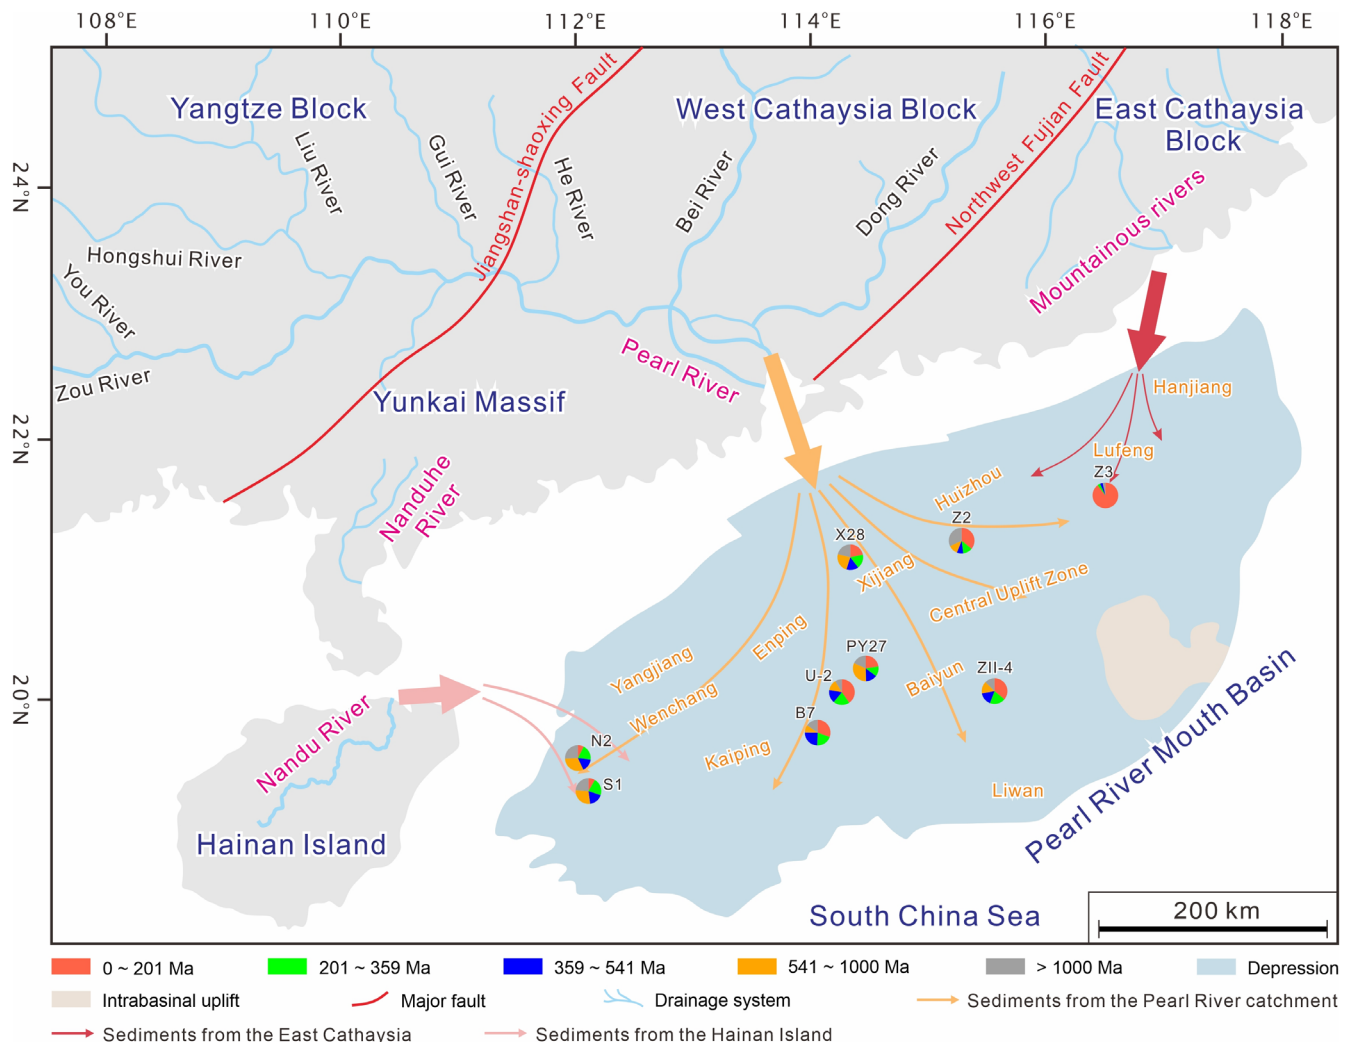 108°E 110°E 112°E 114°E 116°E 118°E
24°N
22°N
20°N
Yangtze Block
West Cathaysia Block
East Cathaysia
Block
Jiangshan-shaoxing Fault
Northwest Fujian Fault
Liu River
Gui River
He River
Bei River
Dong River
Mountainous rivers
Hongshui River
You River
Zou River
Pearl River
Yunkai Massif
Nanduhe
River
Hanjiang
Lufeng
Z3
Huizhou
Z2
X28
Xijiang
Central Uplift Zone
Enping
Yangjiang
PY27
U-2
Baiyun
ZII-4
Wenchang
B7
Kaiping
N2
S1
Liwan
Nandu River
Hainan Island
Pearl River Mouth Basin
South China Sea
200 km
0 ~ 201 Ma
201 ~ 359 Ma
359 ~ 541 Ma
541 ~ 1000 Ma
> 1000 Ma
Depression
Intrabasinal uplift
Major fault
Drainage system
Sediments from the Pearl River catchment
Sediments from the East Cathaysia
Sediments from the Hainan Island